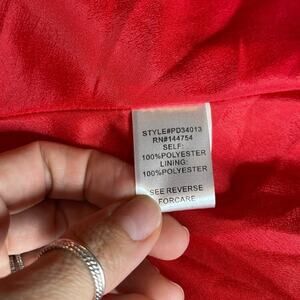 STYLE#PD34013
RN#144754
SELF:
100%POLYESTER
LINING:
100%POLYESTER
SEE REVERSE
FORCARE